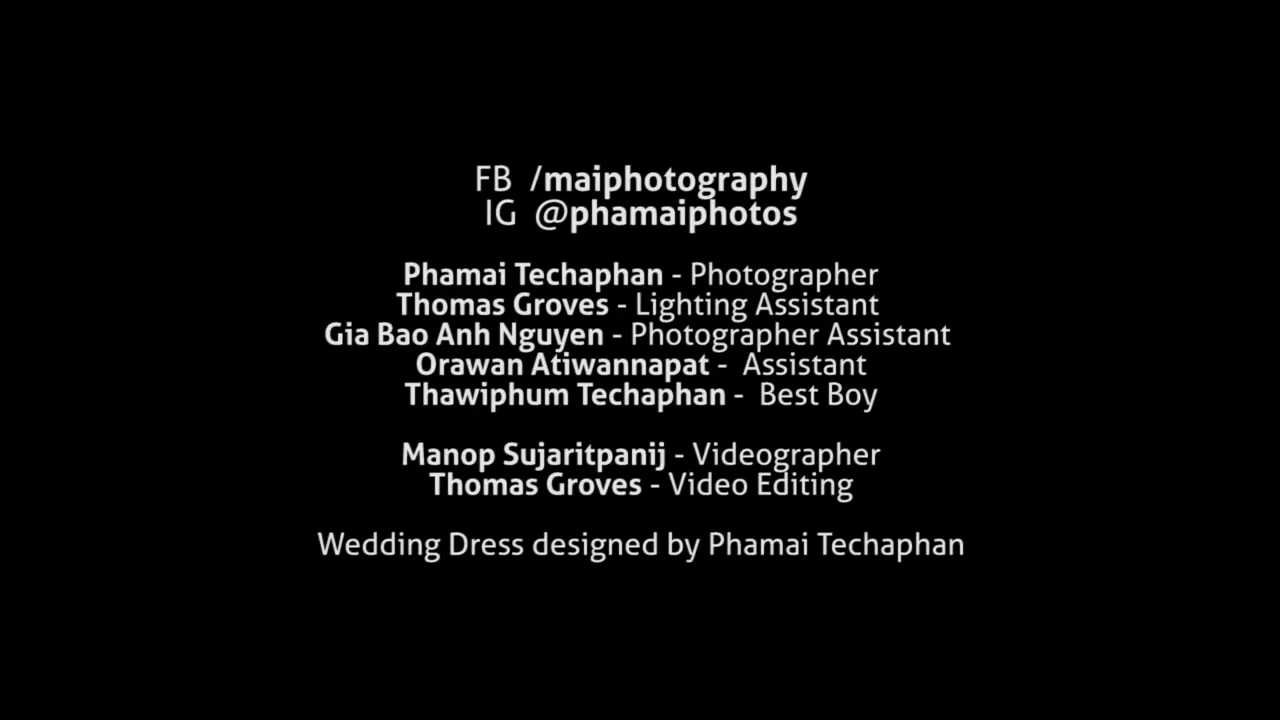 FB /maiphotography
IG @phamaiphotos
Phamai Techaphan - Photographer
Thomas Groves - Lighting Assistant
Gia Bao Anh Nguyen - Photographer Assistant
Orawan Atiwannapat - Assistant
Thawiphum Techaphan - Best Boy
Manop Sujaritpanij - Videographer
Thomas Groves - Video Editing
Wedding Dress designed by Phamai Techaphan